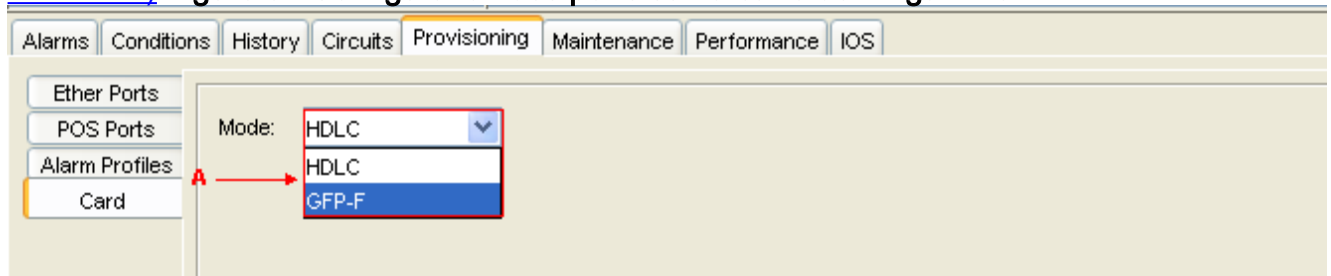 Alarms Conditions History Circuits Provisioning Maintenance Performance IOS
Ether Ports
POS Ports
Alarm Profiles
Card
Mode: HDLC
HDLC
GFP-F
A